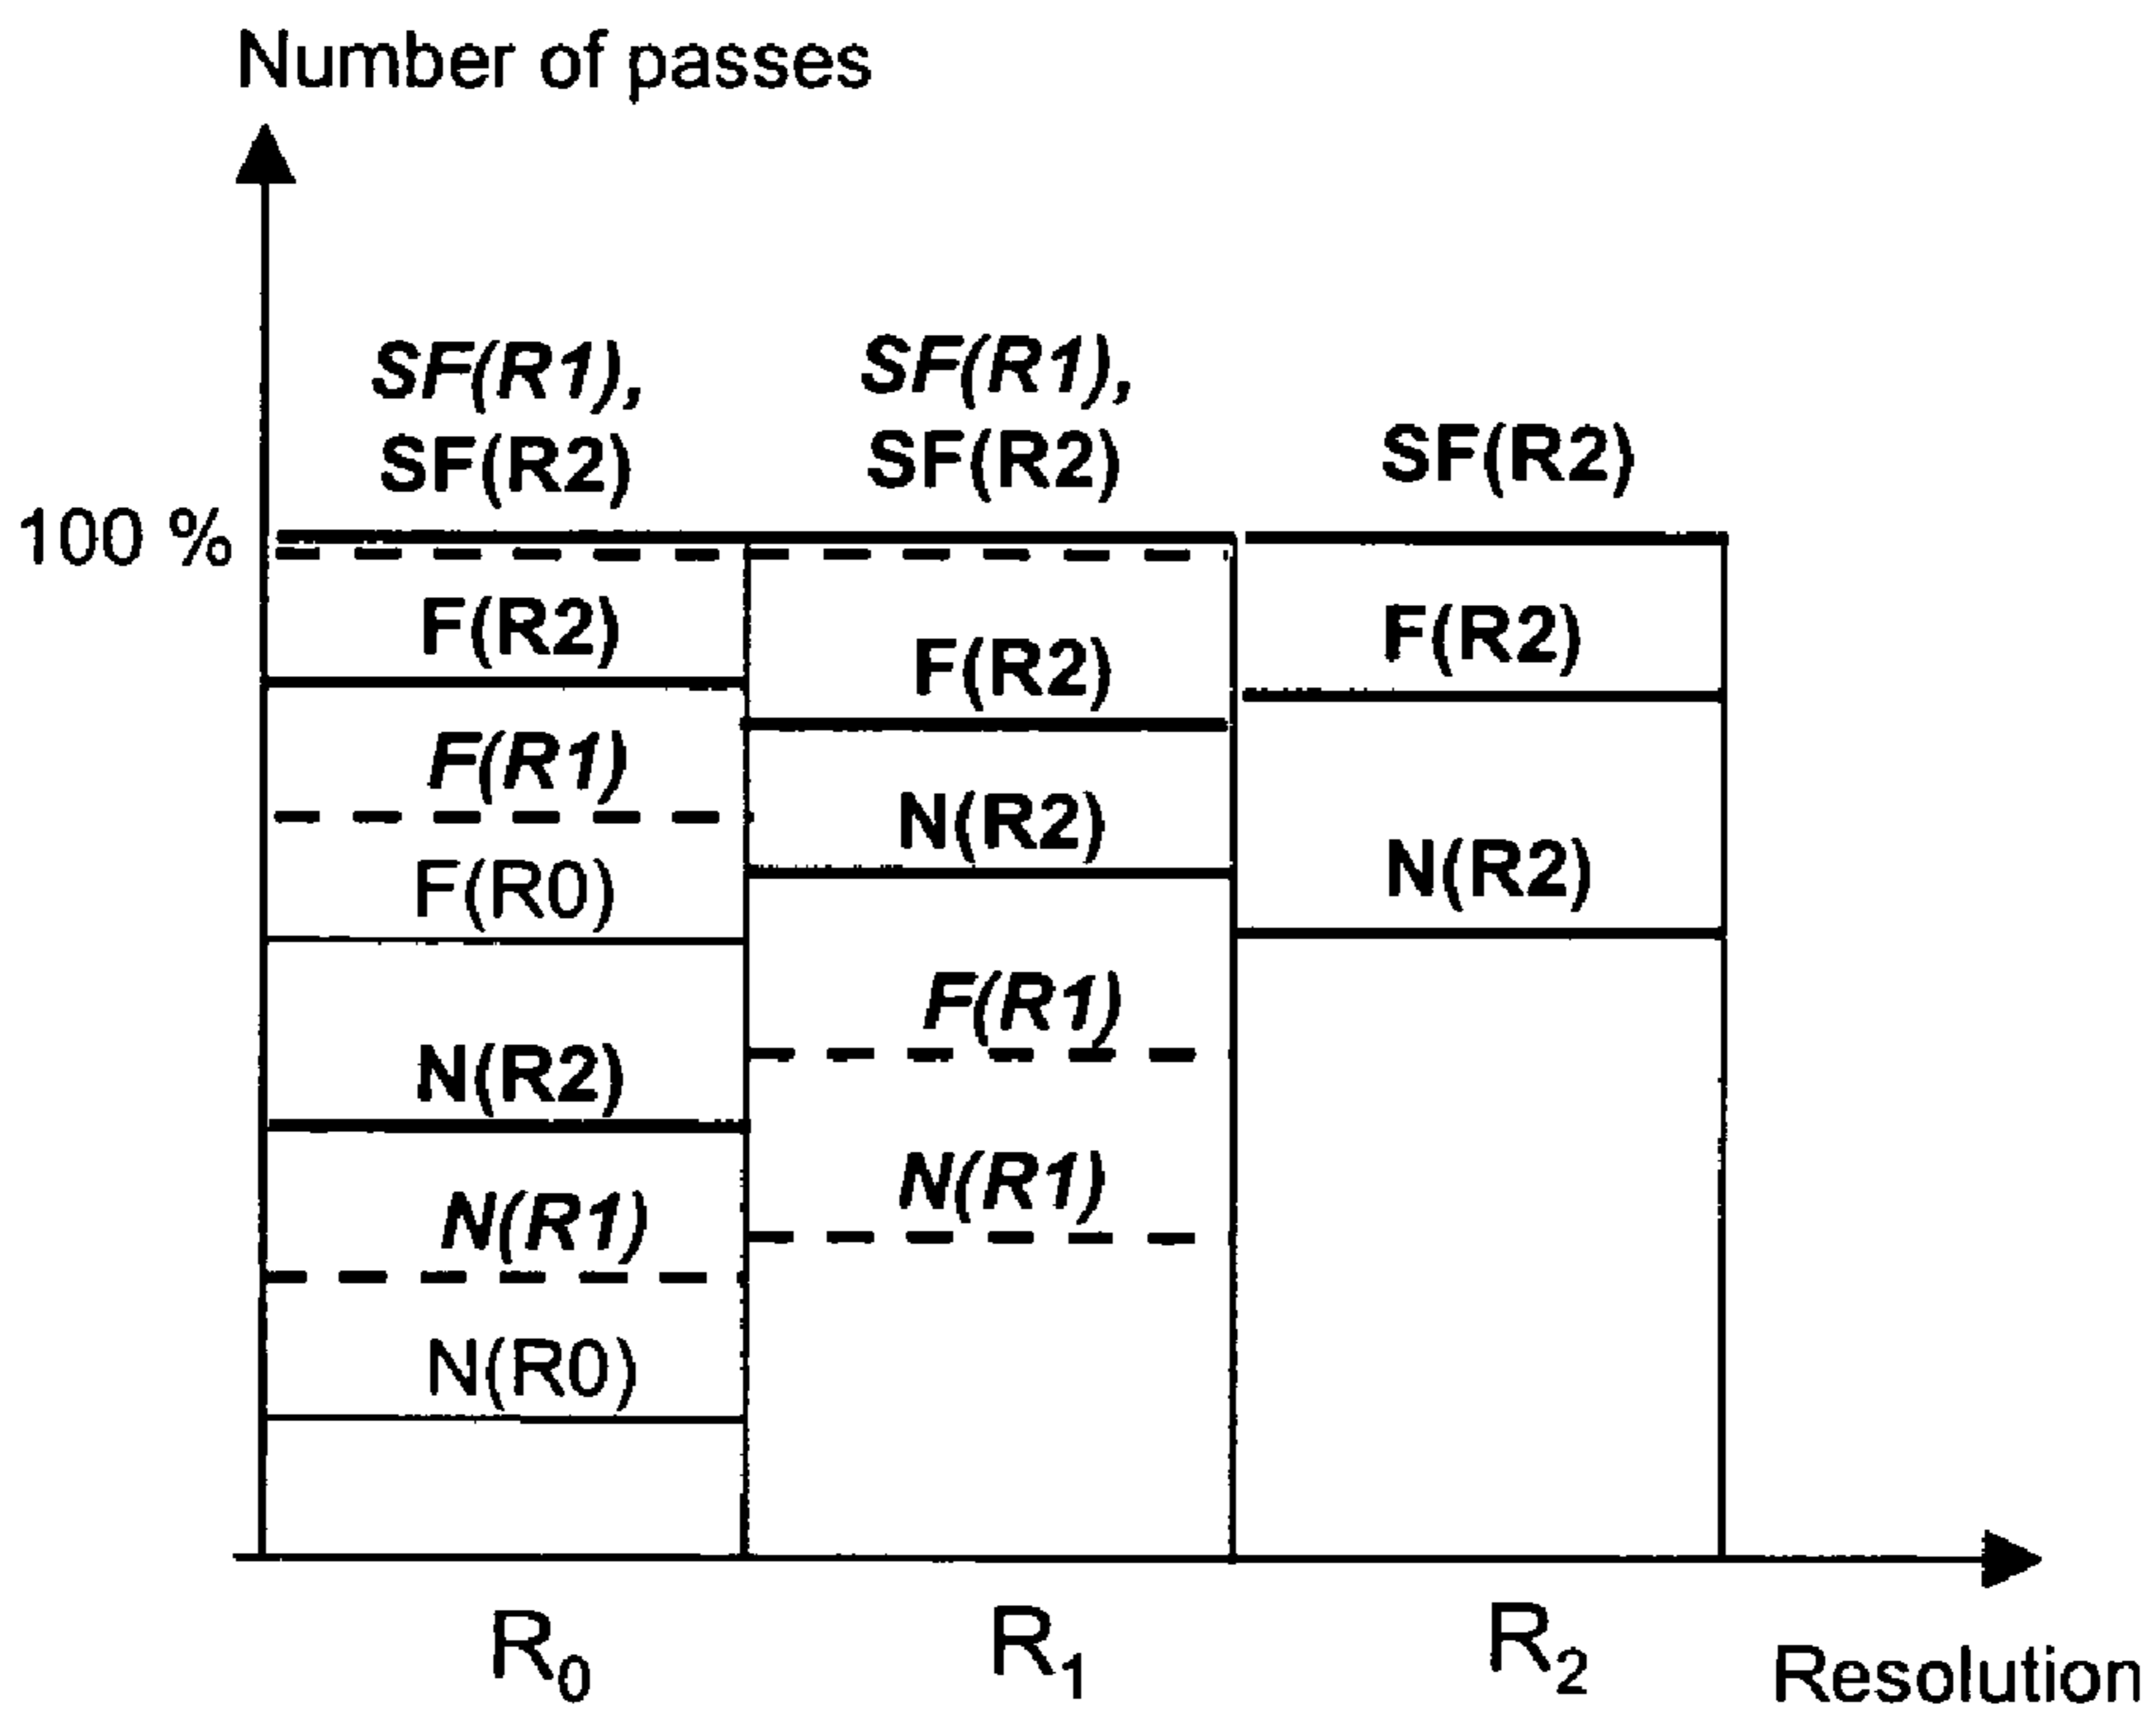 Number of passes
SF(R1),
SF(R2)
SF(R1),
SF(R2)
SF(R2)
100 %
F(R2)
F(R1)
F(R0)
N(R2)
N(R1)
N(R0)
F(R2)
N(R2)
F(R1)
N(R1)
F(R2)
N(R2)
R0
R1
R2
Resolution